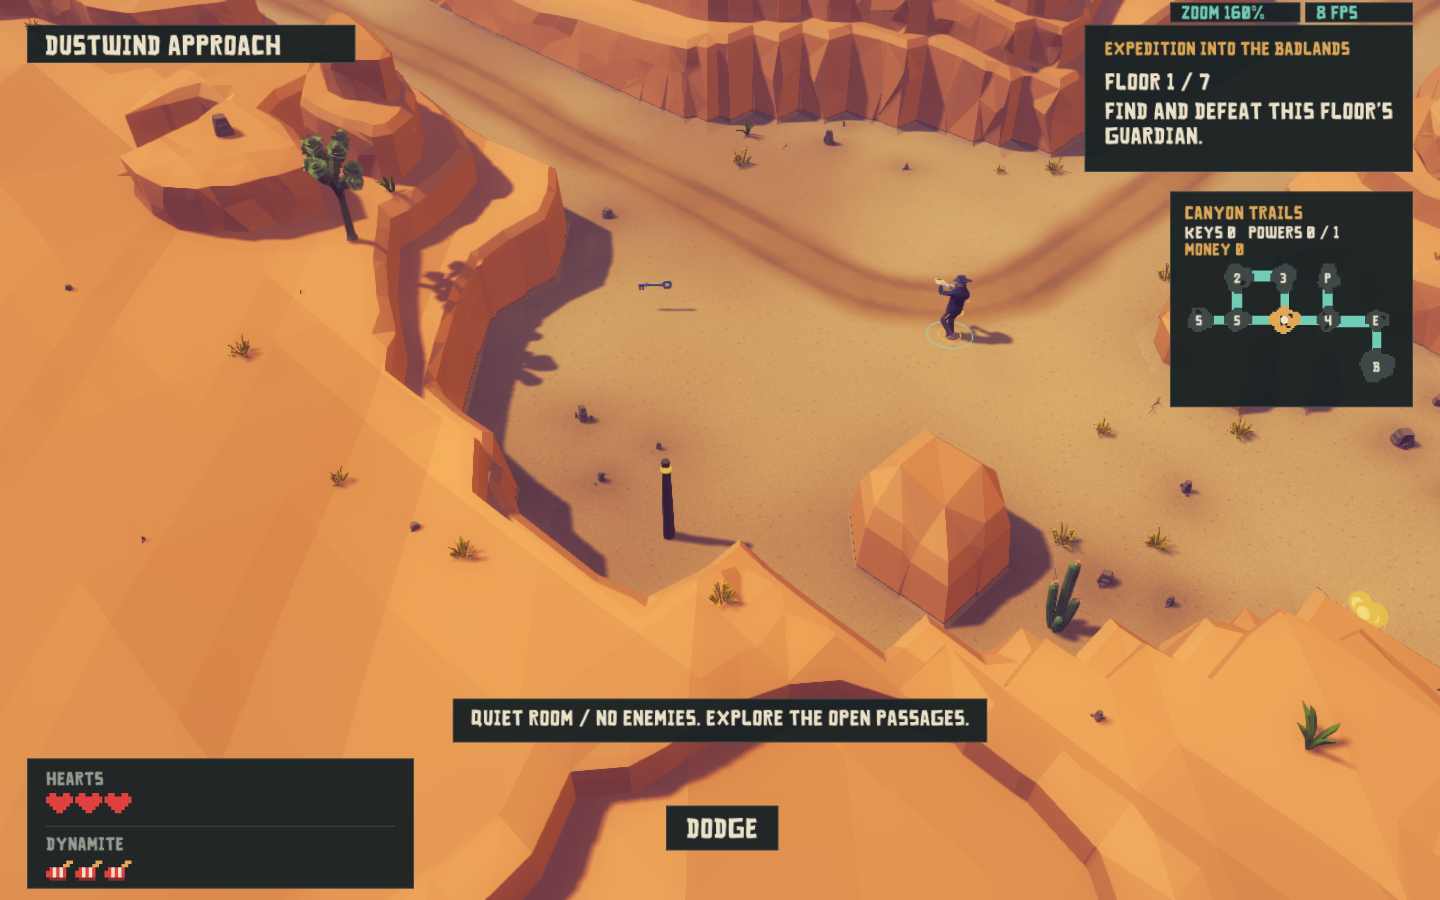 DUSTWIND APPROACH
ZOOM 160%
8 FPS
EXPEDITION INTO THE BADLANDS
FLOOR 1 / 7
FIND AND DEFEAT THIS FLOOR'S
GUARDIAN.
CANYON TRAILS
KEYS 0 POWERS 0 / 1
MONEY 0
2 3 P
5 5 4 E
B
QUIET ROOM / NO ENEMIES. EXPLORE THE OPEN PASSAGES.
HEARTS
DYNAMITE
DODGE